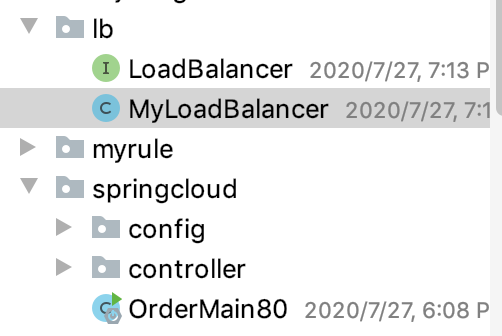 lb
I LoadBalancer 2020/7/27, 7:13 P
C MyLoadBalancer 2020/7/27, 7:1
myrule
springcloud
config
controller
C OrderMain80 2020/7/27, 6:08 P